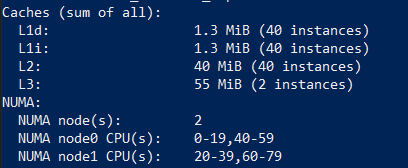 Caches (sum of all):
L1d: 1.3 MiB (40 instances)
L1i: 1.3 MiB (40 instances)
L2: 40 MiB (40 instances)
L3: 55 MiB (2 instances)
NUMA:
NUMA node(s): 2
NUMA node0 CPU(s): 0-19,40-59
NUMA node1 CPU(s): 20-39,60-79